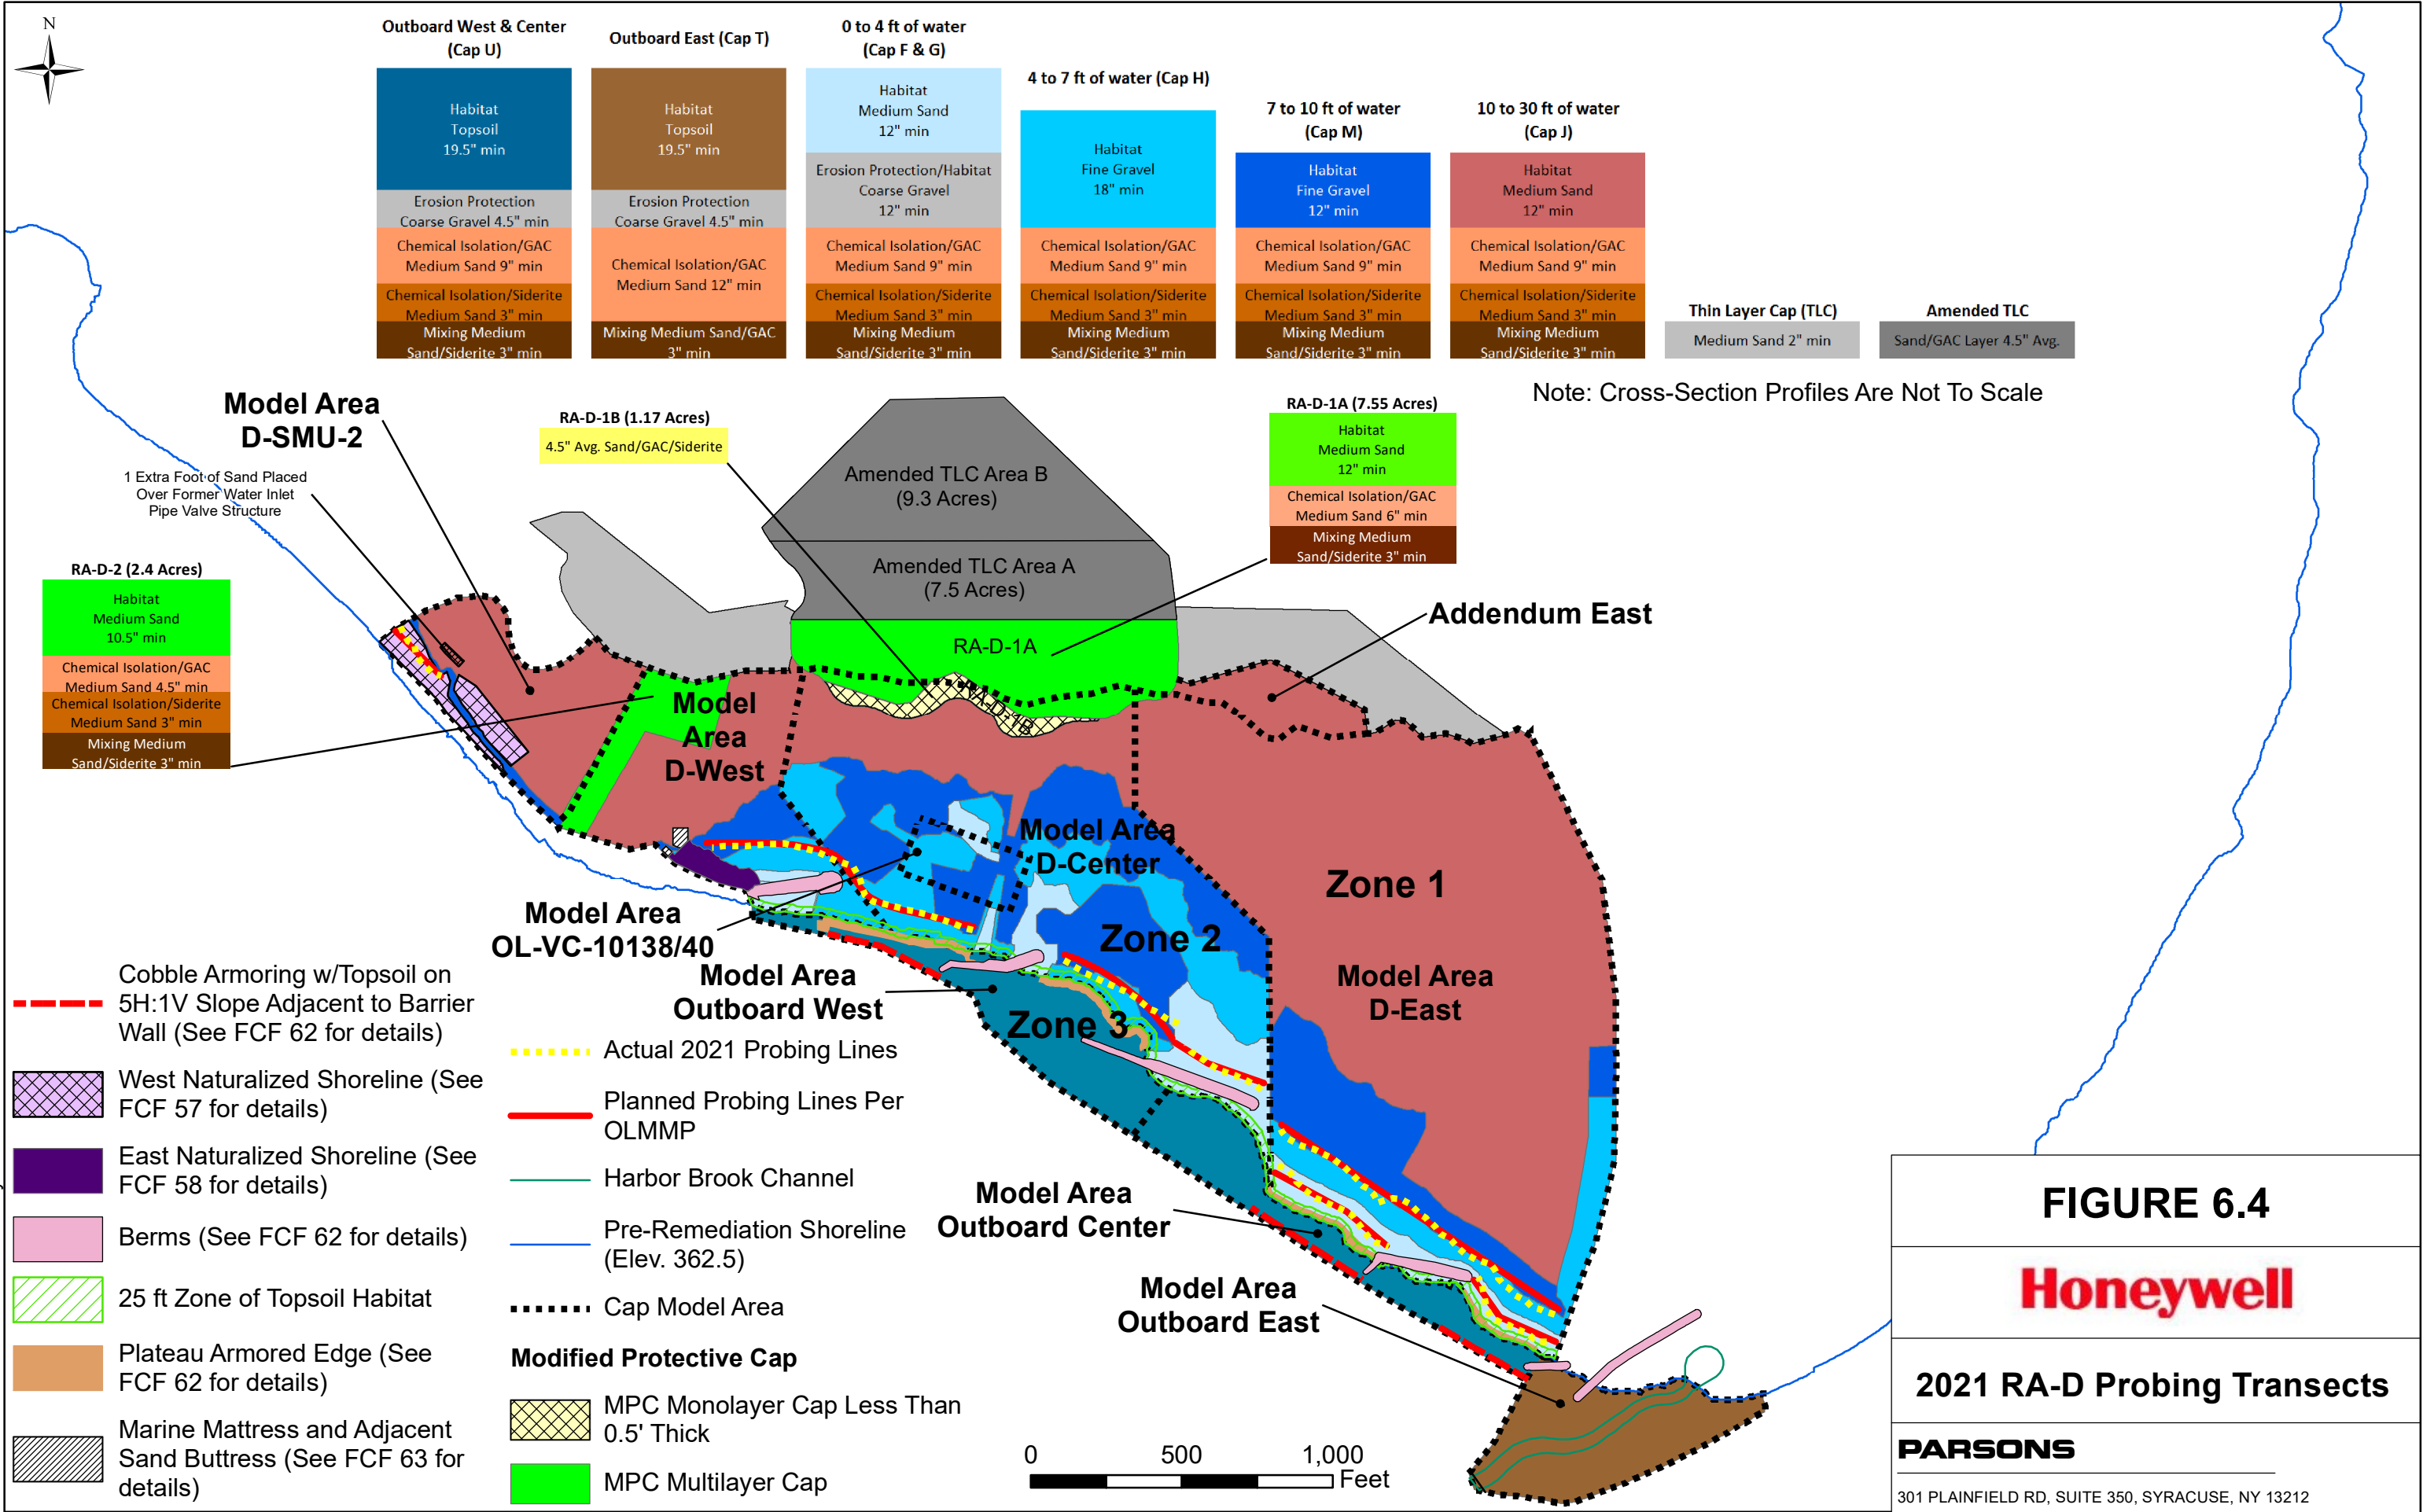 N
Outboard West & Center
(Cap U)
Habitat
Topsoil
19.5" min
Erosion Protection
Coarse Gravel 4.5" min
Chemical Isolation/GAC
Medium Sand 9" min
Chemical Isolation/Siderite
Medium Sand 3" min
Mixing Medium
Sand/Siderite 3" min
Outboard East (Cap T)
Habitat
Topsoil
19.5" min
Erosion Protection
Coarse Gravel 4.5" min
Chemical Isolation/GAC
Medium Sand 12" min
Mixing Medium Sand/GAC
3" min
0 to 4 ft of water
(Cap F & G)
Habitat
Medium Sand
12" min
Erosion Protection/Habitat
Coarse Gravel
12" min
Chemical Isolation/GAC
Medium Sand 9" min
Chemical Isolation/Siderite
Medium Sand 3" min
Mixing Medium
Sand/Siderite 3" min
4 to 7 ft of water (Cap H)
Habitat
Fine Gravel
18" min
Chemical Isolation/GAC
Medium Sand 9" min
Chemical Isolation/Siderite
Medium Sand 3" min
Mixing Medium
Sand/Siderite 3" min
7 to 10 ft of water
(Cap M)
Habitat
Fine Gravel
12" min
Chemical Isolation/GAC
Medium Sand 9" min
Chemical Isolation/Siderite
Medium Sand 3" min
Mixing Medium
Sand/Siderite 3" min
10 to 30 ft of water
(Cap J)
Habitat
Medium Sand
12" min
Chemical Isolation/GAC
Medium Sand 9" min
Chemical Isolation/Siderite
Medium Sand 3" min
Mixing Medium
Sand/Siderite 3" min
Thin Layer Cap (TLC)
Medium Sand 2" min
Amended TLC
Sand/GAC Layer 4.5" Avg.
Note: Cross-Section Profiles Are Not To Scale
Model Area
D-SMU-2
1 Extra Foot of Sand Placed
Over Former Water Inlet
Pipe Valve Structure
RA-D-1B (1.17 Acres)
4.5" Avg. Sand/GAC/Siderite
RA-D-1A (7.55 Acres)
Habitat
Medium Sand
12" min
Chemical Isolation/GAC
Medium Sand 6" min
Mixing Medium
Sand/Siderite 3" min
RA-D-2 (2.4 Acres)
Habitat
Medium Sand
10.5" min
Chemical Isolation/GAC
Medium Sand 4.5" min
Chemical Isolation/Siderite
Medium Sand 3" min
Mixing Medium
Sand/Siderite 3" min
Amended TLC Area B
(9.3 Acres)
Amended TLC Area A
(7.5 Acres)
RA-D-1A
RA-D-1B
Addendum East
Model
Area
D-West
Model Area
D-Center
Zone 1
Zone 2
Model Area
D-East
Model Area
OL-VC-10138/40
Model Area
Outboard West
Zone 3
Model Area
Outboard Center
Model Area
Outboard East
Cobble Armoring w/Topsoil on
5H:1V Slope Adjacent to Barrier
Wall (See FCF 62 for details)
West Naturalized Shoreline (See
FCF 57 for details)
East Naturalized Shoreline (See
FCF 58 for details)
Berms (See FCF 62 for details)
25 ft Zone of Topsoil Habitat
Plateau Armored Edge (See
FCF 62 for details)
Marine Mattress and Adjacent
Sand Buttress (See FCF 63 for
details)
Actual 2021 Probing Lines
Planned Probing Lines Per
OLMMP
Harbor Brook Channel
Pre-Remediation Shoreline
(Elev. 362.5)
Cap Model Area
Modified Protective Cap
MPC Monolayer Cap Less Than
0.5' Thick
MPC Multilayer Cap
0 500 1,000
Feet
FIGURE 6.4
Honeywell
2021 RA-D Probing Transects
PARSONS
301 PLAINFIELD RD, SUITE 350, SYRACUSE, NY 13212